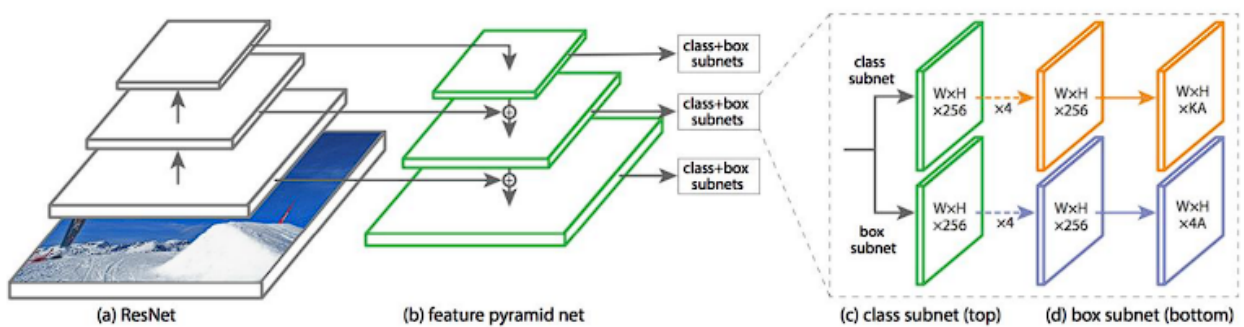 class+box
subnets
class+box
subnets
class+box
subnets
class
subnet
W×H
×256
×4
W×H
×256
W×H
×KA
box
subnet
W×H
×256
×4
W×H
×256
W×H
×4A
(a) ResNet
(b) feature pyramid net
(c) class subnet (top)
(d) box subnet (bottom)